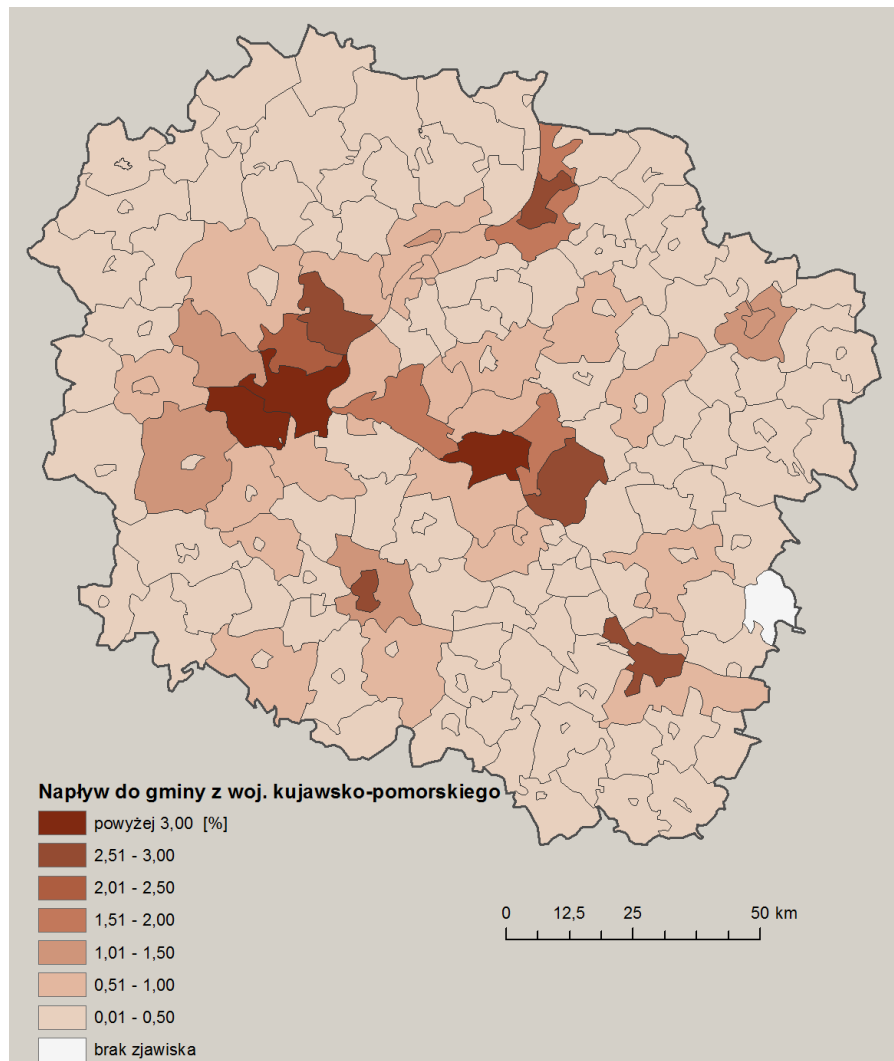 Napływ do gminy z woj. kujawsko-pomorskiego
powyżej 3,00 [%]
2,51 - 3,00
2,01 - 2,50
1,51 - 2,00
1,01 - 1,50
0,51 - 1,00
0,01 - 0,50
brak zjawiska
0 12,5 25 50 km